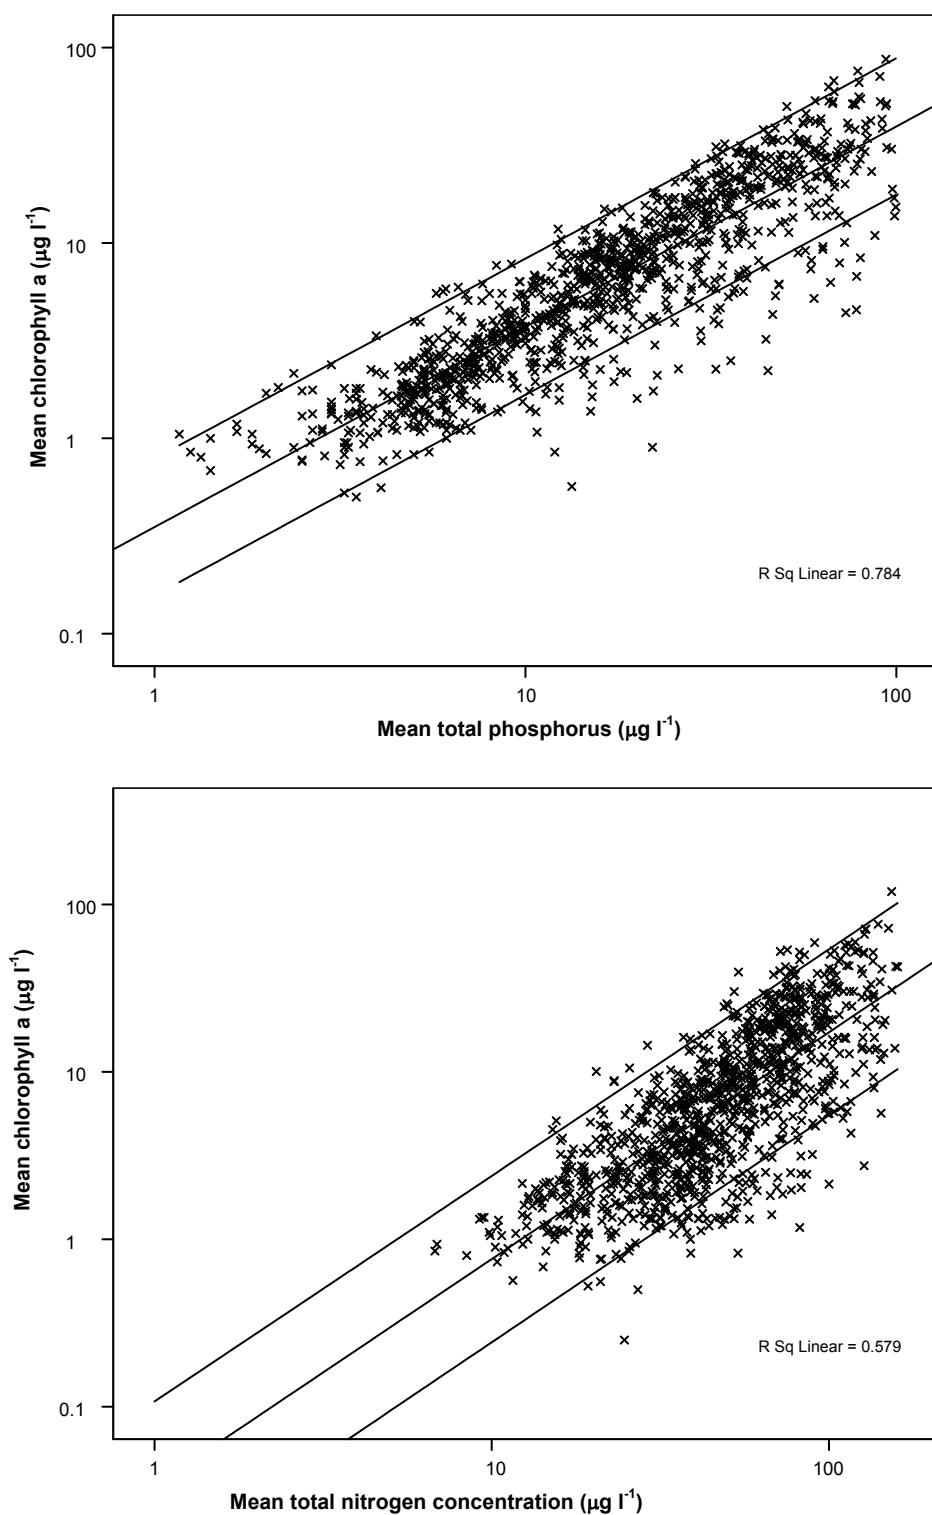 100
10
1
0.1
Mean chlorophyll a (μg l-1)
R Sq Linear = 0.784
1
10
100
Mean total phosphorus (μg l-1)
100
10
1
0.1
Mean chlorophyll a (μg l-1)
R Sq Linear = 0.579
1
10
100
Mean total nitrogen concentration (μg l-1)